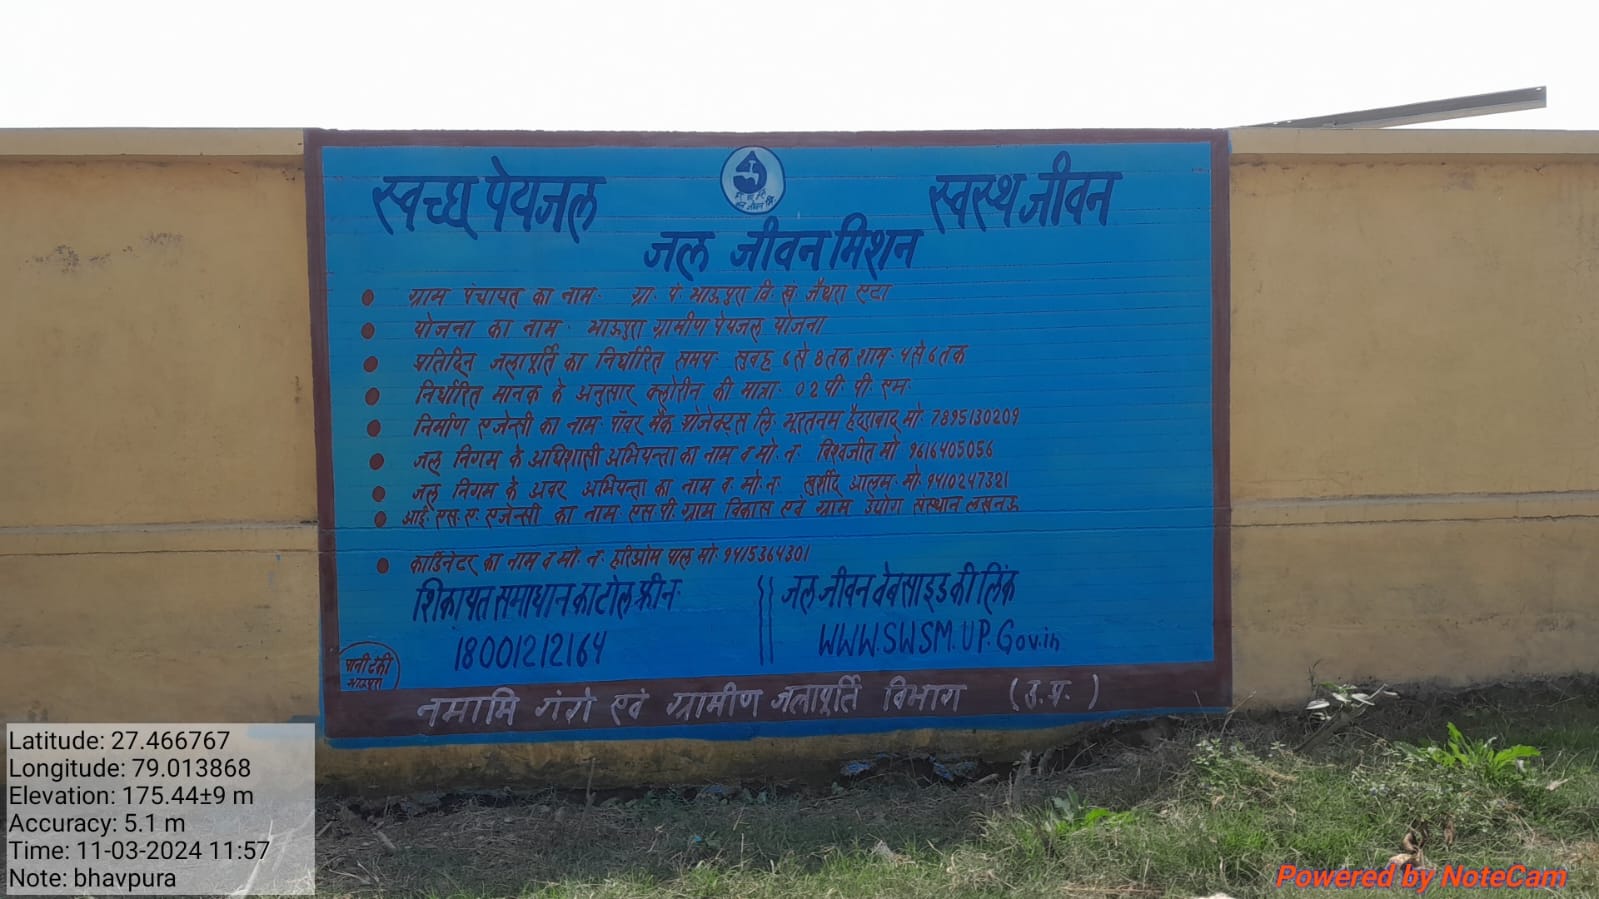 स्वच्छ पेयजल
स्वस्थ जीवन
जल जीवन मिशन
ग्राम पंचायत का नाम- ग्रा. पं. भाऊपुरा वि. खं. जैथरा एटा
योजना का नाम- भाऊपुरा ग्रामीण पेयजल योजना
प्रतिदिन जलापूर्ति का निर्धारित समय- सुबह 6 से 8 तक शाम- 4 से 6 तक
निर्धारित मानक के अनुसार क्लोरीन की मात्रा- 02 पी. पी. एम.
निर्माण एजेन्सी का नाम- पॉवर मैक प्रोजेक्ट्स लि. भरतनम हैदराबाद मो. 7895130209
जल निगम के अधिशासी अभियन्ता का नाम व मो. न. विश्वजीत मो. 9616405056
जल निगम के अवर अभियन्ता का नाम व. मो. न. खुर्शीद आलम. मो. 9410247321
आई. एस. ए. एजेन्सी का नाम एस. पी. ग्राम विकास एवं ग्राम उद्योग संस्थान लखनऊ
कार्डिनेटर का नाम व मो. न. हरिओम पाल मो. 9415364301
शिकायत समाधान का टोल फ्री न.
18001212164
जल जीवन वेबसाइड की लिंक
WWW.SWSM.UP.Gov.in
पानी टंकी
भाऊपुरा
नमामि गंगे एवं ग्रामीण जलापूर्ति विभाग (उ.प्र.)
Latitude: 27.466767
Longitude: 79.013868
Elevation: 175.44±9 m
Accuracy: 5.1 m
Time: 11-03-2024 11:57
Note: bhavpura
Powered by NoteCam